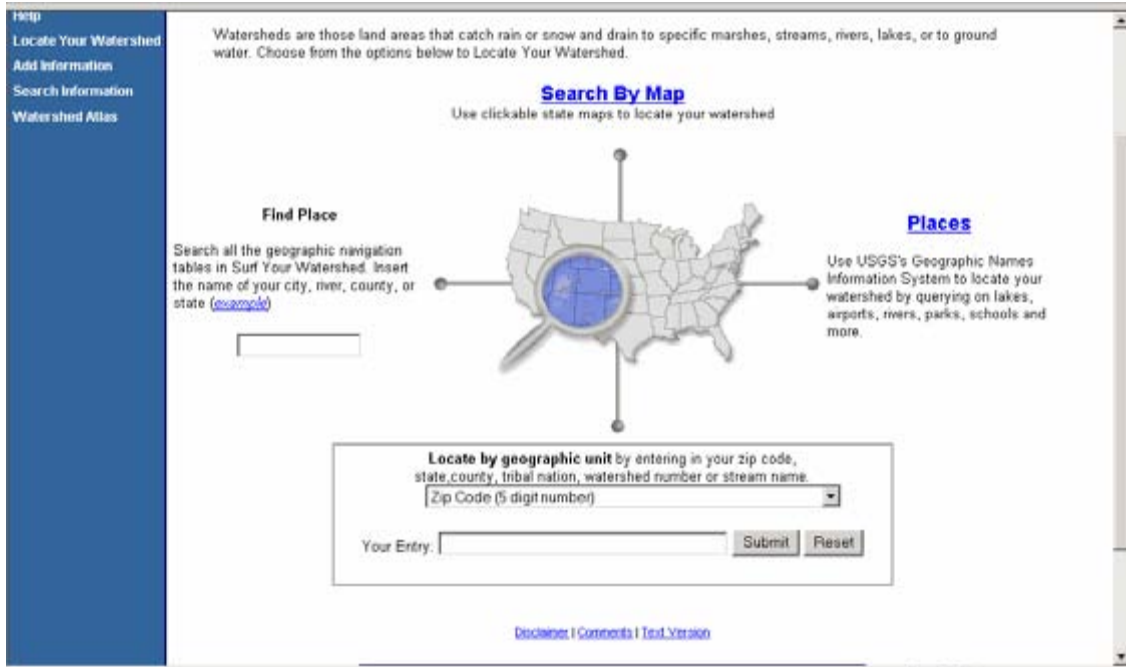 Help
Locate Your Watershed
Add Information
Search Information
Watershed Atlas
Watersheds are those land areas that catch rain or snow and drain to specific marshes, streams, rivers, lakes, or to ground
water. Choose from the options below to Locate Your Watershed.
Search By Map
Use clickable state maps to locate your watershed
Find Place
Search all the geographic navigation
tables in Surf Your Watershed. Insert
the name of your city, river, county, or
state (example)
Places
Use USGS's Geographic Names
Information System to locate your
watershed by querying on lakes,
airports, rivers, parks, schools and
more.
Locate by geographic unit by entering in your zip code,
state,county, tribal nation, watershed number or stream name.
Zip Code (5 digit number)
Your Entry: Submit Reset
Disclaimer | Comments | Text Version